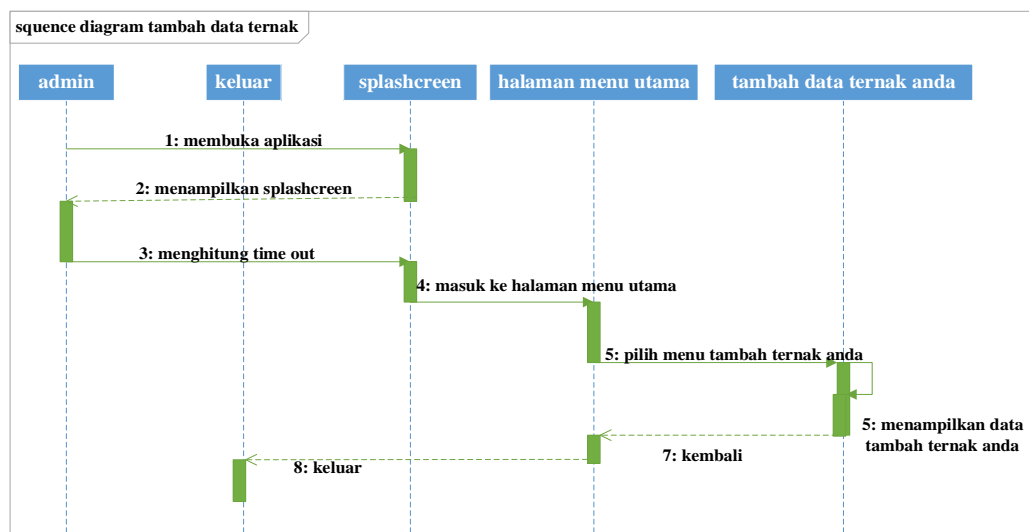 squence diagram tambah data ternak
admin
keluar
splashcreen
halaman menu utama
tambah data ternak anda
1: membuka aplikasi
2: menampilkan splashcreen
3: menghitung time out
4: masuk ke halaman menu utama
5: pilih menu tambah ternak anda
5: menampilkan data
tambah ternak anda
7: kembali
8: keluar